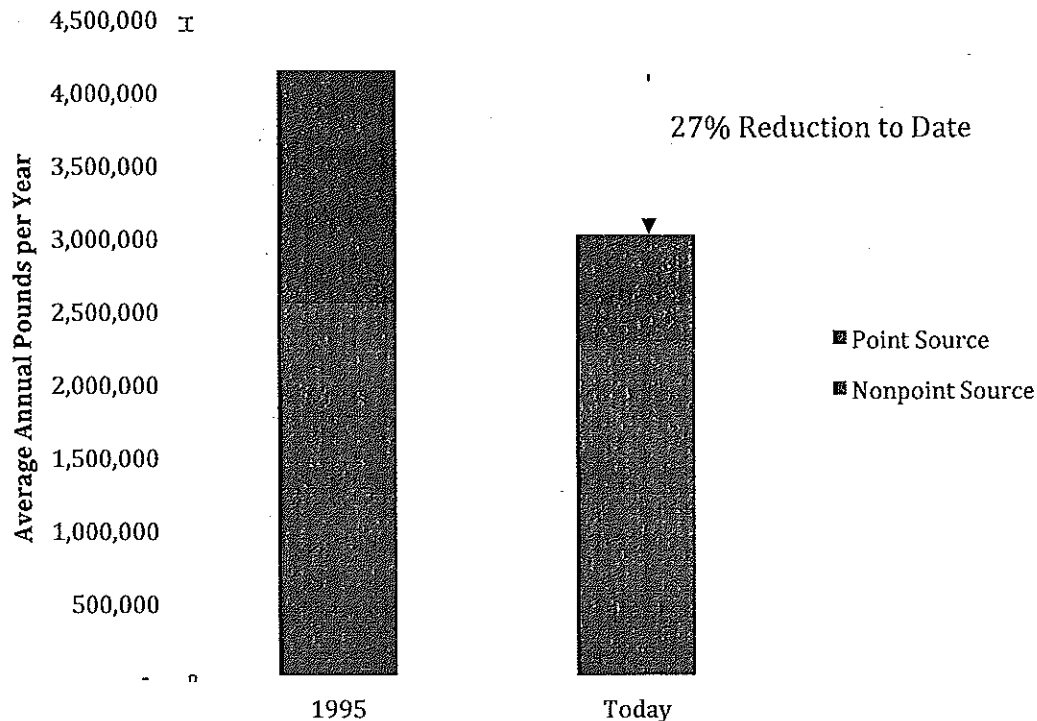 4,500,000
4,000,000
3,500,000
3,000,000
2,500,000
2,000,000
1,500,000
1,000,000
500,000
-
Average Annual Pounds per Year
27% Reduction to Date
Point Source
Nonpoint Source
1995
Today